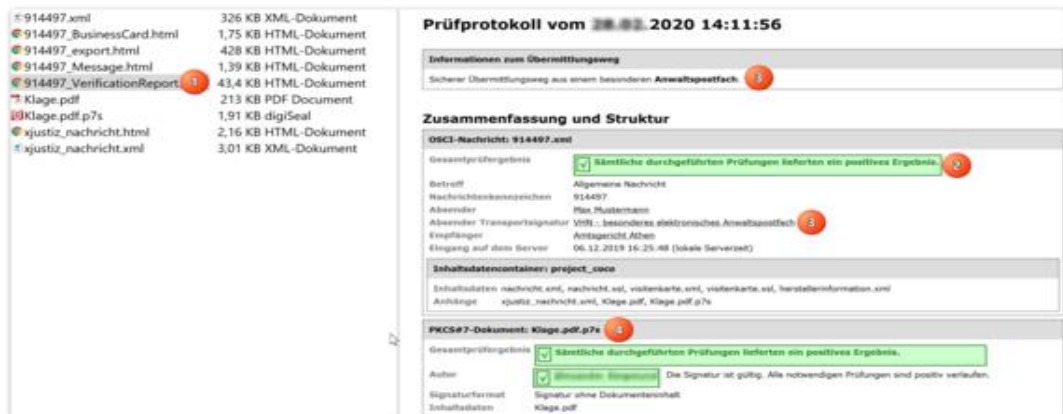 914497.xml 326 KB XML-Dokument
914497_BusinessCard.html 1,75 KB HTML-Dokument
914497_export.html 428 KB HTML-Dokument
914497_Message.html 1,39 KB HTML-Dokument
914497_VerificationReport. 1 43,4 KB HTML-Dokument
Klage.pdf 213 KB PDF Document
Klage.pdf.p7s 1,91 KB digiSeal
xjustiz_nachricht.html 2,16 KB HTML-Dokument
xjustiz_nachricht.xml 3,01 KB XML-Dokument
Prüfprotokoll vom 2020 14:11:56
Informationen zum Übermittlungsweg
Sicherer Übermittlungsweg aus einem besonderen Anwaltspostfach. 3
Zusammenfassung und Struktur
OSCI-Nachricht: 914497.xml
Gesamtprüfergebnis Sämtliche durchgeführten Prüfungen lieferten ein positives Ergebnis. 2
Betreff Allgemeine Nachricht
Nachrichtenkennzeichen 914497
Absender Max Mustermann
Absender Transportsignatur VHN - besonderes elektronisches Anwaltspostfach 3
Empfänger Amtsgericht Athen
Eingang auf dem Server 06.12.2019 16:25:48 (lokale Serverzeit)
Inhaltsdatencontainer: project_coco
Inhaltsdaten nachricht.xml, nachricht.xsl, visitenkarte.xml, visitenkarte.xsl, herstellerinformation.xml
Anhänge xjustiz_nachricht.xml, Klage.pdf, Klage.pdf.p7s
PKCS#7-Dokument: Klage.pdf.p7s 4
Gesamtprüfergebnis Sämtliche durchgeführten Prüfungen lieferten ein positives Ergebnis.
Autor Die Signatur ist gültig. Alle notwendigen Prüfungen sind positiv verlaufen.
Signaturformat Signatur ohne Dokumenteninhalt
Inhaltsdaten Klage.pdf